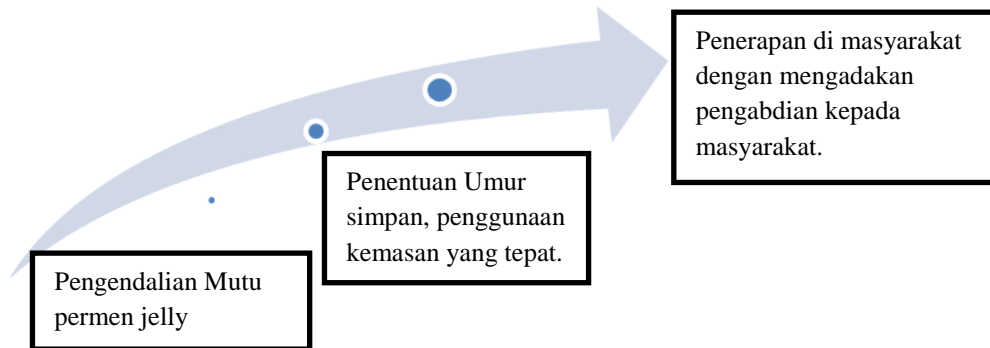 Pengendalian Mutu
permen jelly
Penentuan Umur
simpan, penggunaan
kemasan yang tepat.
Penerapan di masyarakat
dengan mengadakan
pengabdian kepada
masyarakat.